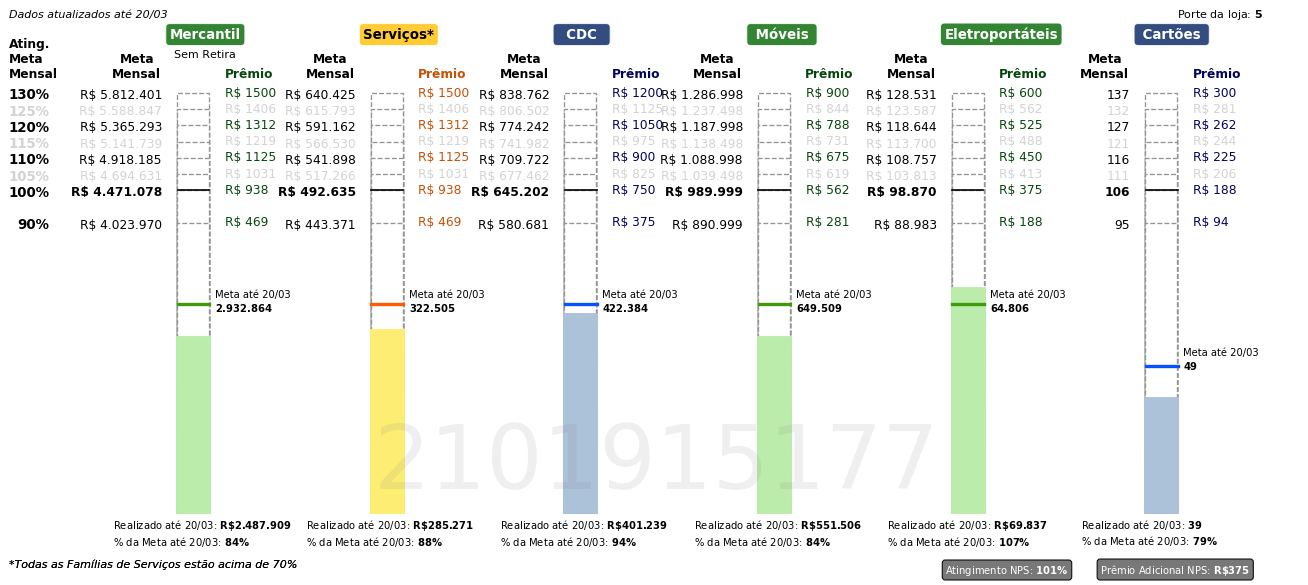 Dados atualizados até 20/03
Porte da loja: 5
Mercantil Serviços* CDC Móveis Eletroportáteis Cartões
Sem Retira
Ating. Meta Mensal
Meta Mensal Prêmio Meta Mensal Prêmio Meta Mensal Prêmio Meta Mensal Prêmio Meta Mensal Prêmio Meta Mensal Prêmio
130% R$ 5.812.401 R$ 1500 R$ 640.425 R$ 1500 R$ 838.762 R$ 1200 R$ 1.286.998 R$ 900 R$ 128.531 R$ 600 137 R$ 300
125% R$ 5.588.847 R$ 1406 R$ 615.793 R$ 1406 R$ 806.502 R$ 1125 R$ 1.237.498 R$ 844 R$ 123.587 R$ 562 132 R$ 281
120% R$ 5.365.293 R$ 1312 R$ 591.162 R$ 1312 R$ 774.242 R$ 1050 R$ 1.187.998 R$ 788 R$ 118.644 R$ 525 127 R$ 262
115% R$ 5.141.739 R$ 1219 R$ 566.530 R$ 1219 R$ 741.982 R$ 975 R$ 1.138.498 R$ 731 R$ 113.700 R$ 488 121 R$ 244
110% R$ 4.918.185 R$ 1125 R$ 541.898 R$ 1125 R$ 709.722 R$ 900 R$ 1.088.998 R$ 675 R$ 108.757 R$ 450 116 R$ 225
105% R$ 4.694.631 R$ 1031 R$ 517.266 R$ 1031 R$ 677.462 R$ 825 R$ 1.039.498 R$ 619 R$ 103.813 R$ 413 111 R$ 206
100% R$ 4.471.078 R$ 938 R$ 492.635 R$ 938 R$ 645.202 R$ 750 R$ 989.999 R$ 562 R$ 98.870 R$ 375 106 R$ 188
90% R$ 4.023.970 R$ 469 R$ 443.371 R$ 469 R$ 580.681 R$ 375 R$ 890.999 R$ 281 R$ 88.983 R$ 188 95 R$ 94
Meta até 20/03 Meta até 20/03 Meta até 20/03 Meta até 20/03 Meta até 20/03
2.932.864 322.505 422.384 649.509 64.806
Meta até 20/03
49
2101915177
Realizado até 20/03: R$2.487.909 Realizado até 20/03: R$285.271 Realizado até 20/03: R$401.239 Realizado até 20/03: R$551.506 Realizado até 20/03: R$69.837 Realizado até 20/03: 39
% da Meta até 20/03: 84% % da Meta até 20/03: 88% % da Meta até 20/03: 94% % da Meta até 20/03: 84% % da Meta até 20/03: 107% % da Meta até 20/03: 79%
*Todas as Famílias de Serviços estão acima de 70%
Atingimento NPS: 101% Prêmio Adicional NPS: R$375